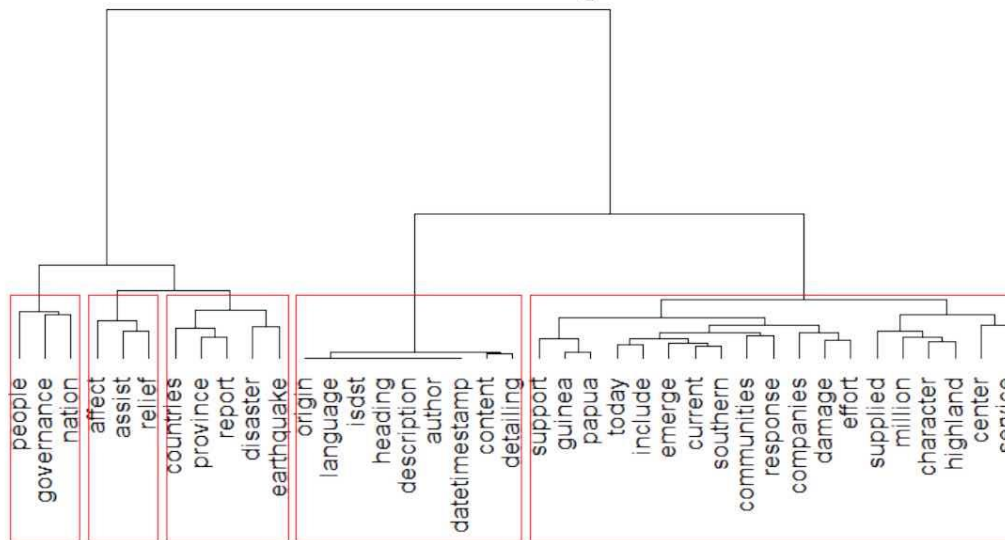 people
governance
nation
affect
assist
relief
countries
province
report
disaster
earthquake
origin
language
isdst
heading
description
author
datetimestamp
content
detailing
support
guinea
papua
today
include
emerge
current
southern
communities
response
companies
damage
effort
supplied
million
character
highland
center
service